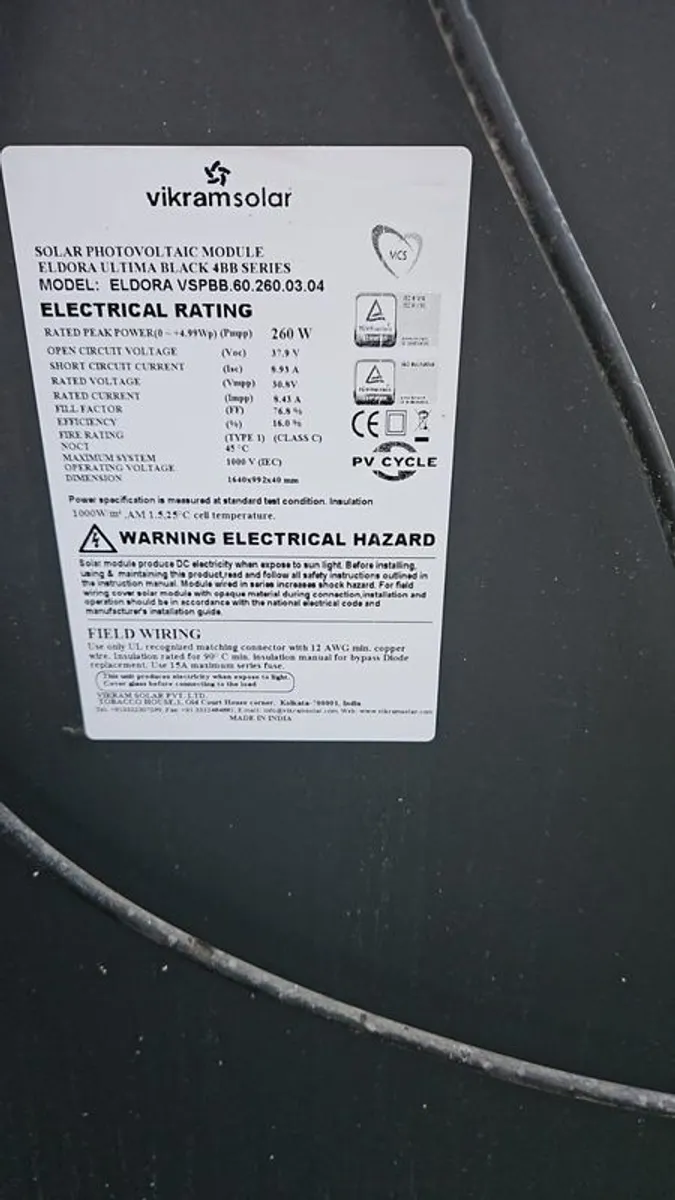 vikramsolar
SOLAR PHOTOVOLTAIC MODULE
ELDORA ULTIMA BLACK 4BB SERIES
MODEL: ELDORA VSPBB.60.260.03.04
MCS
ELECTRICAL RATING
RATED PEAK POWER(0 ~ +4.99Wp) (Pmpp) 260 W
OPEN CIRCUIT VOLTAGE (Voc) 37.9 V
SHORT CIRCUIT CURRENT (Isc) 8.93 A
RATED VOLTAGE (Vmpp) 30.8V
RATED CURRENT (Impp) 8.43 A
FILL FACTOR (FF) 76.8 %
EFFICIENCY (%) 16.0 %
FIRE RATING (TYPE 1) (CLASS C)
NOCT 45 °C
MAXIMUM SYSTEM
OPERATING VOLTAGE 1000 V (IEC)
DIMENSION 1640x992x40 mm
CE
PV CYCLE
Power specification is measured at standard test condition. Insulation
1000W/m² ,AM 1.5,25°C cell temperature.
WARNING ELECTRICAL HAZARD
Solar module produce DC electricity when expose to sun light. Before installing,
using & maintaining this product,read and follow all safety instructions outlined in
the instruction manual. Module wired in series increases shock hazard. For field
wiring cover solar module with opaque material during connection,installation and
operation should be in accordance with the national electrical code and
manufacturer's installation guide.
FIELD WIRING
Use only UL recognized matching connector with 12 AWG min. copper
wire. Insulation rated for 90° C min. insulation manual for bypass Diode
replacement. Use 15A maximum series fuse.
This unit produces electricity when expose to light.
Cover glass before connecting to the load
VIKRAM SOLAR PVT. LTD.
TOBACCO HOUSE,1, Old Court House corner, Kolkata-700001, India
Web: www.vikramsolar.com
MADE IN INDIA